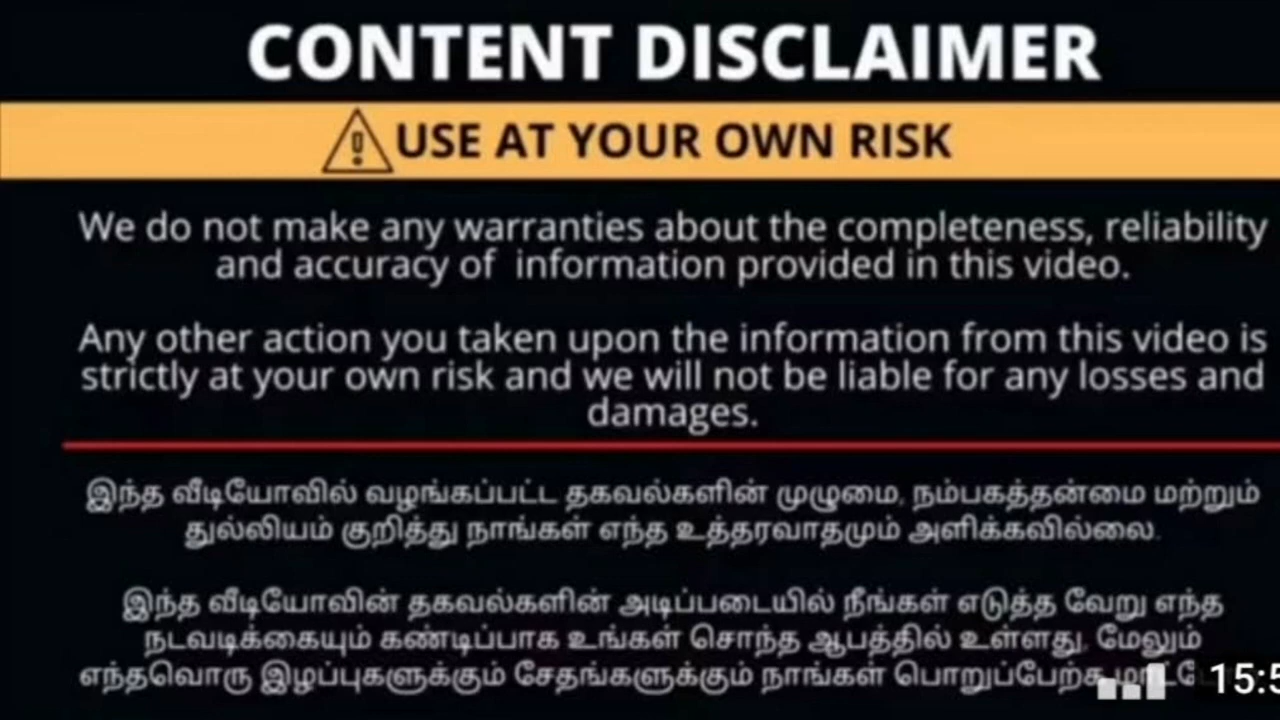 CONTENT DISCLAIMER
USE AT YOUR OWN RISK
We do not make any warranties about the completeness, reliability
and accuracy of information provided in this video.
Any other action you taken upon the information from this video is
strictly at your own risk and we will not be liable for any losses and
damages.
இந்த வீடியோவில் வழங்கப்பட்ட தகவல்களின் முழுமை, நம்பகத்தன்மை மற்றும்
துல்லியம் குறித்து நாங்கள் எந்த உத்தரவாதமும் அளிக்கவில்லை.
இந்த வீடியோவின் தகவல்களின் அடிப்படையில் நீங்கள் எடுத்த வேறு எந்த
நடவடிக்கையும் கண்டிப்பாக உங்கள் சொந்த ஆபத்தில் உள்ளது, மேலும்
எந்தவொரு இழப்புகளுக்கும் சேதங்களுக்கும் நாங்கள்